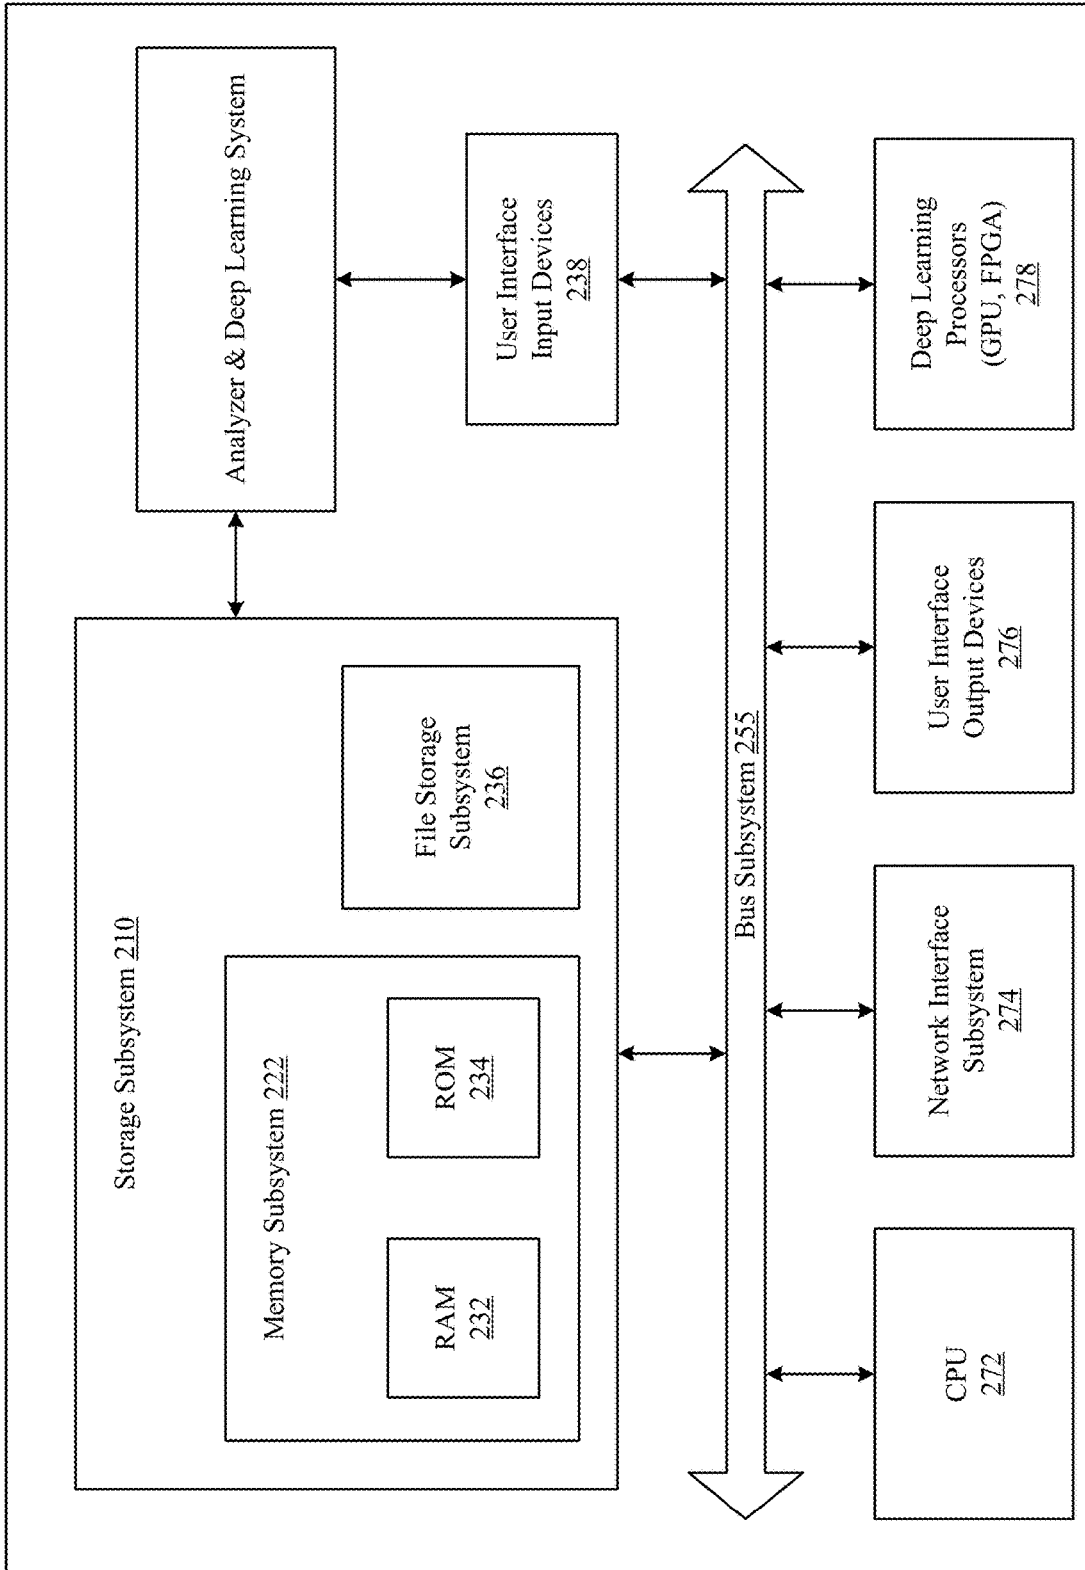 Storage Subsystem 210
Memory Subsystem 222
RAM
232
ROM
234
File Storage
Subsystem
236
Analyzer & Deep Learning System
User Interface
Input Devices
238
Bus Subsystem 255
CPU
272
Network Interface
Subsystem
274
User Interface
Output Devices
276
Deep Learning
Processors
(GPU, FPGA)
278